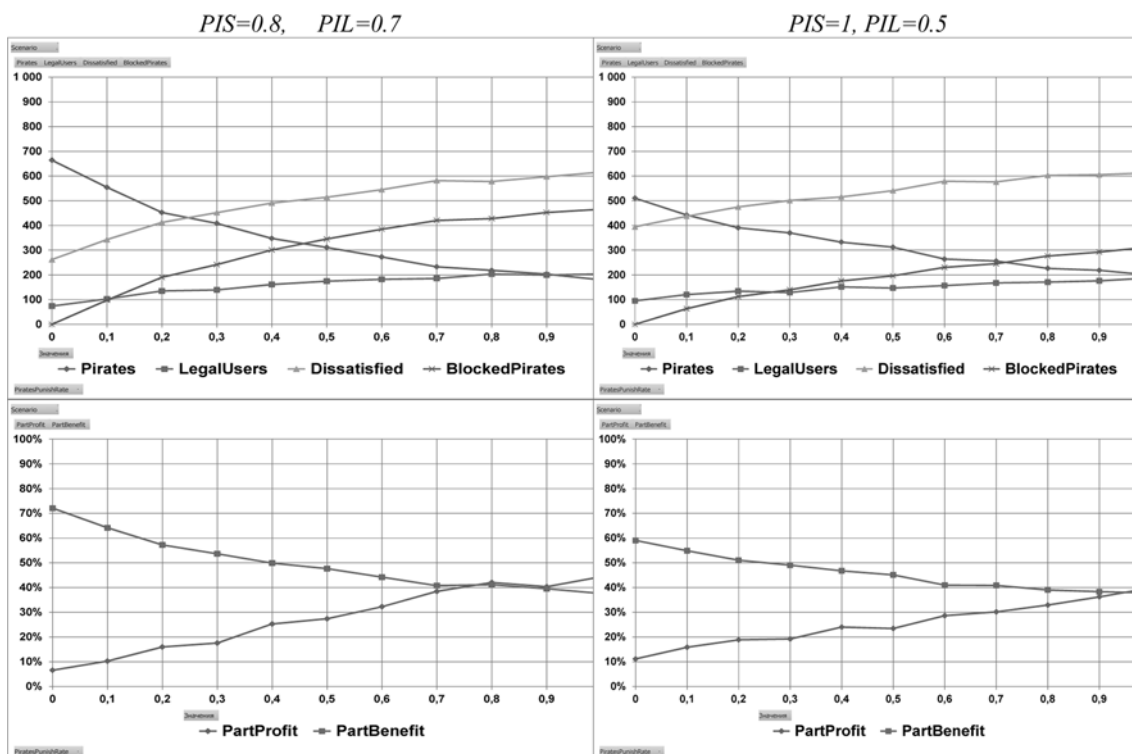 PIS=0.8, PIL=0.7
Scenario
Pirates LegalUsers Dissatisfied BlockedPirates
1 000
900
800
700
600
500
400
300
200
100
0
0 0,1 0,2 0,3 0,4 0,5 0,6 0,7 0,8 0,9
Значения
Pirates LegalUsers Dissatisfied BlockedPirates
PiratesPunishRate
PIS=1, PIL=0.5
Scenario
Pirates LegalUsers Dissatisfied BlockedPirates
1 000
900
800
700
600
500
400
300
200
100
0
0 0,1 0,2 0,3 0,4 0,5 0,6 0,7 0,8 0,9
Значения
Pirates LegalUsers Dissatisfied BlockedPirates
PiratesPunishRate
Scenario
PartProfit PartBenefit
100%
90%
80%
70%
60%
50%
40%
30%
20%
10%
0%
0 0,1 0,2 0,3 0,4 0,5 0,6 0,7 0,8 0,9
Значения
PartProfit PartBenefit
PiratesPunishRate
Scenario
PartProfit PartBenefit
100%
90%
80%
70%
60%
50%
40%
30%
20%
10%
0%
0 0,1 0,2 0,3 0,4 0,5 0,6 0,7 0,8 0,9
Значения
PartProfit PartBenefit
PiratesPunishRate